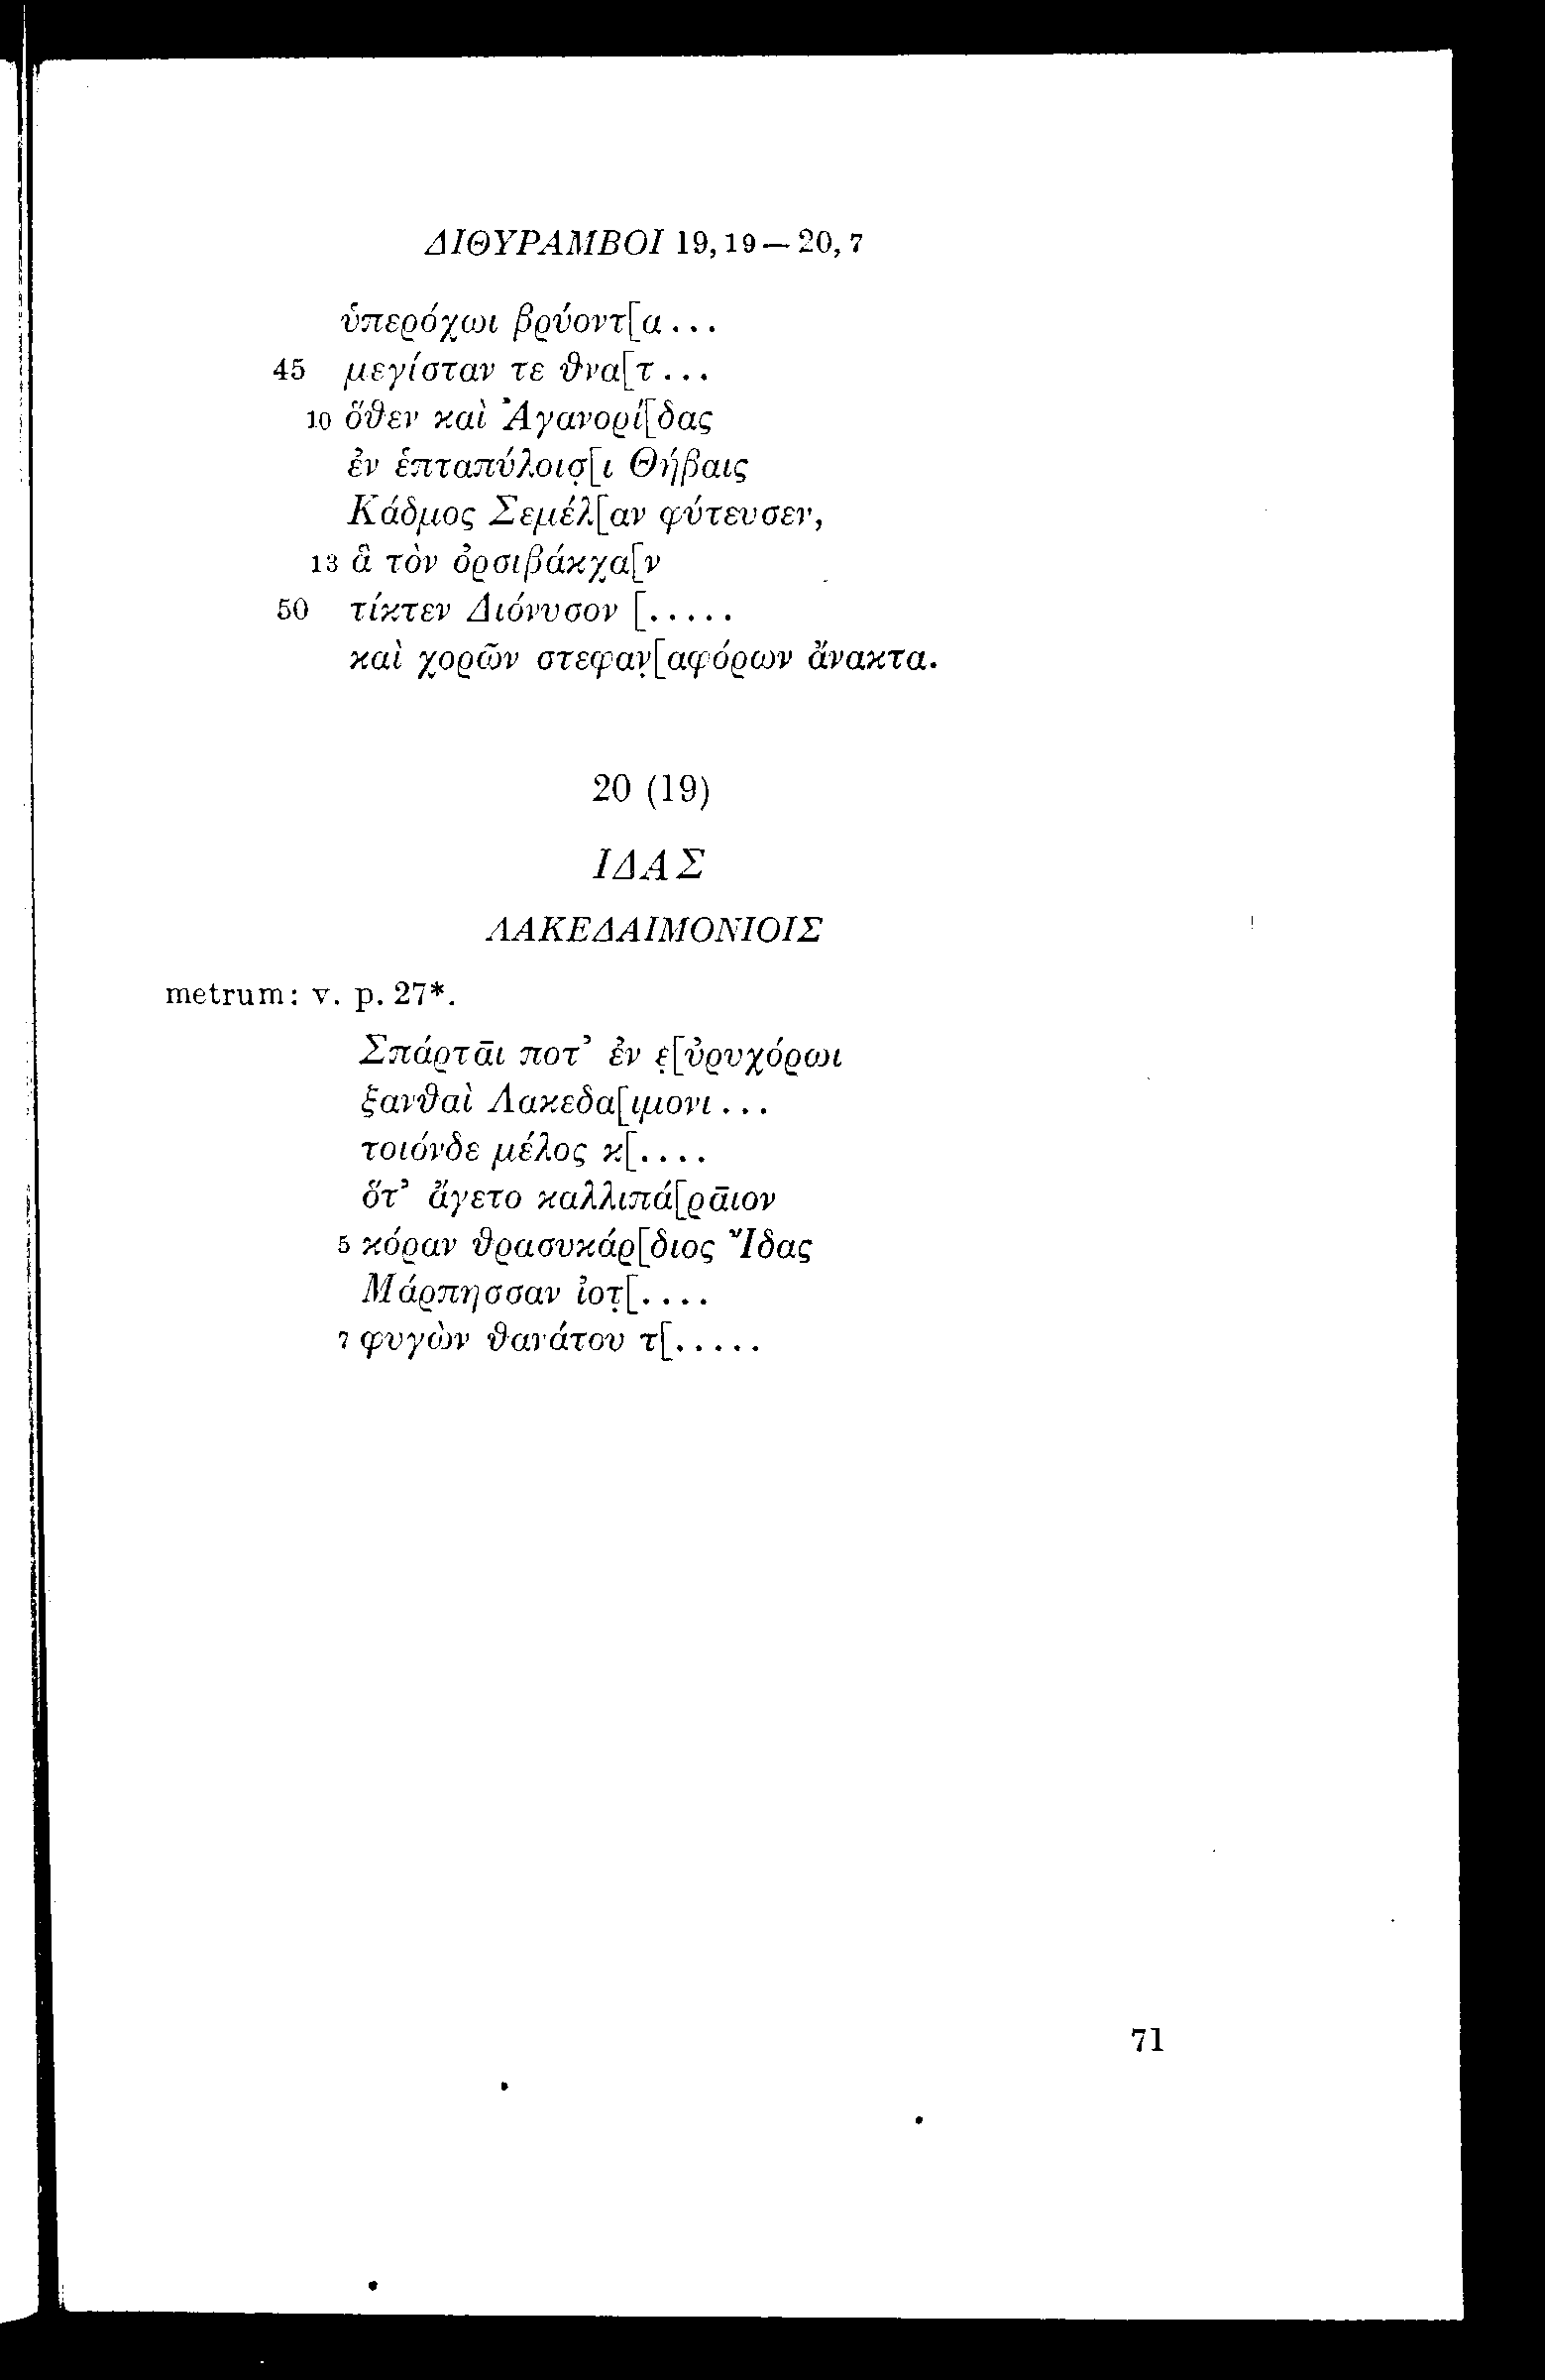 ΔΙΘΥΡΑΜΒΟΙ 19, 19 — 20, 7
ὑπερόχωι βρύοντ[α...
45 μεγίσταν τε θνα[τ...
10 ὅθεν καὶ Ἀγανορί[δας
ἐν ἑπταπύλοισ̣[ι Θήβαις
Κάδμος Σεμέλ[αν φύτευσεν,
13 ἃ τὸν ὀρσιβάκχα[ν
50 τίκτεν Διόνυσον [.....
καὶ χορῶν στεφαν̣[αφόρων ἄνακτα.
20 (19)
ΙΔΑΣ
ΛΑΚΕΔΑΙΜΟΝΙΟΙΣ
metrum: v. p. 27*.
Σπάρτᾱι ποτ’ ἐν ε̣[ὐρυχόρωι
ξανθαὶ Λακεδα[ιμονι...
τοιόνδε μέλος κ[....
ὅτ’ ἄγετο καλλιπά[ρᾱιον
5 κόραν θρασυκάρ[διος Ἴδας
Μάρπησσαν ἰοτ̣[....
7 φυγὼν θανάτου τ[.....
71